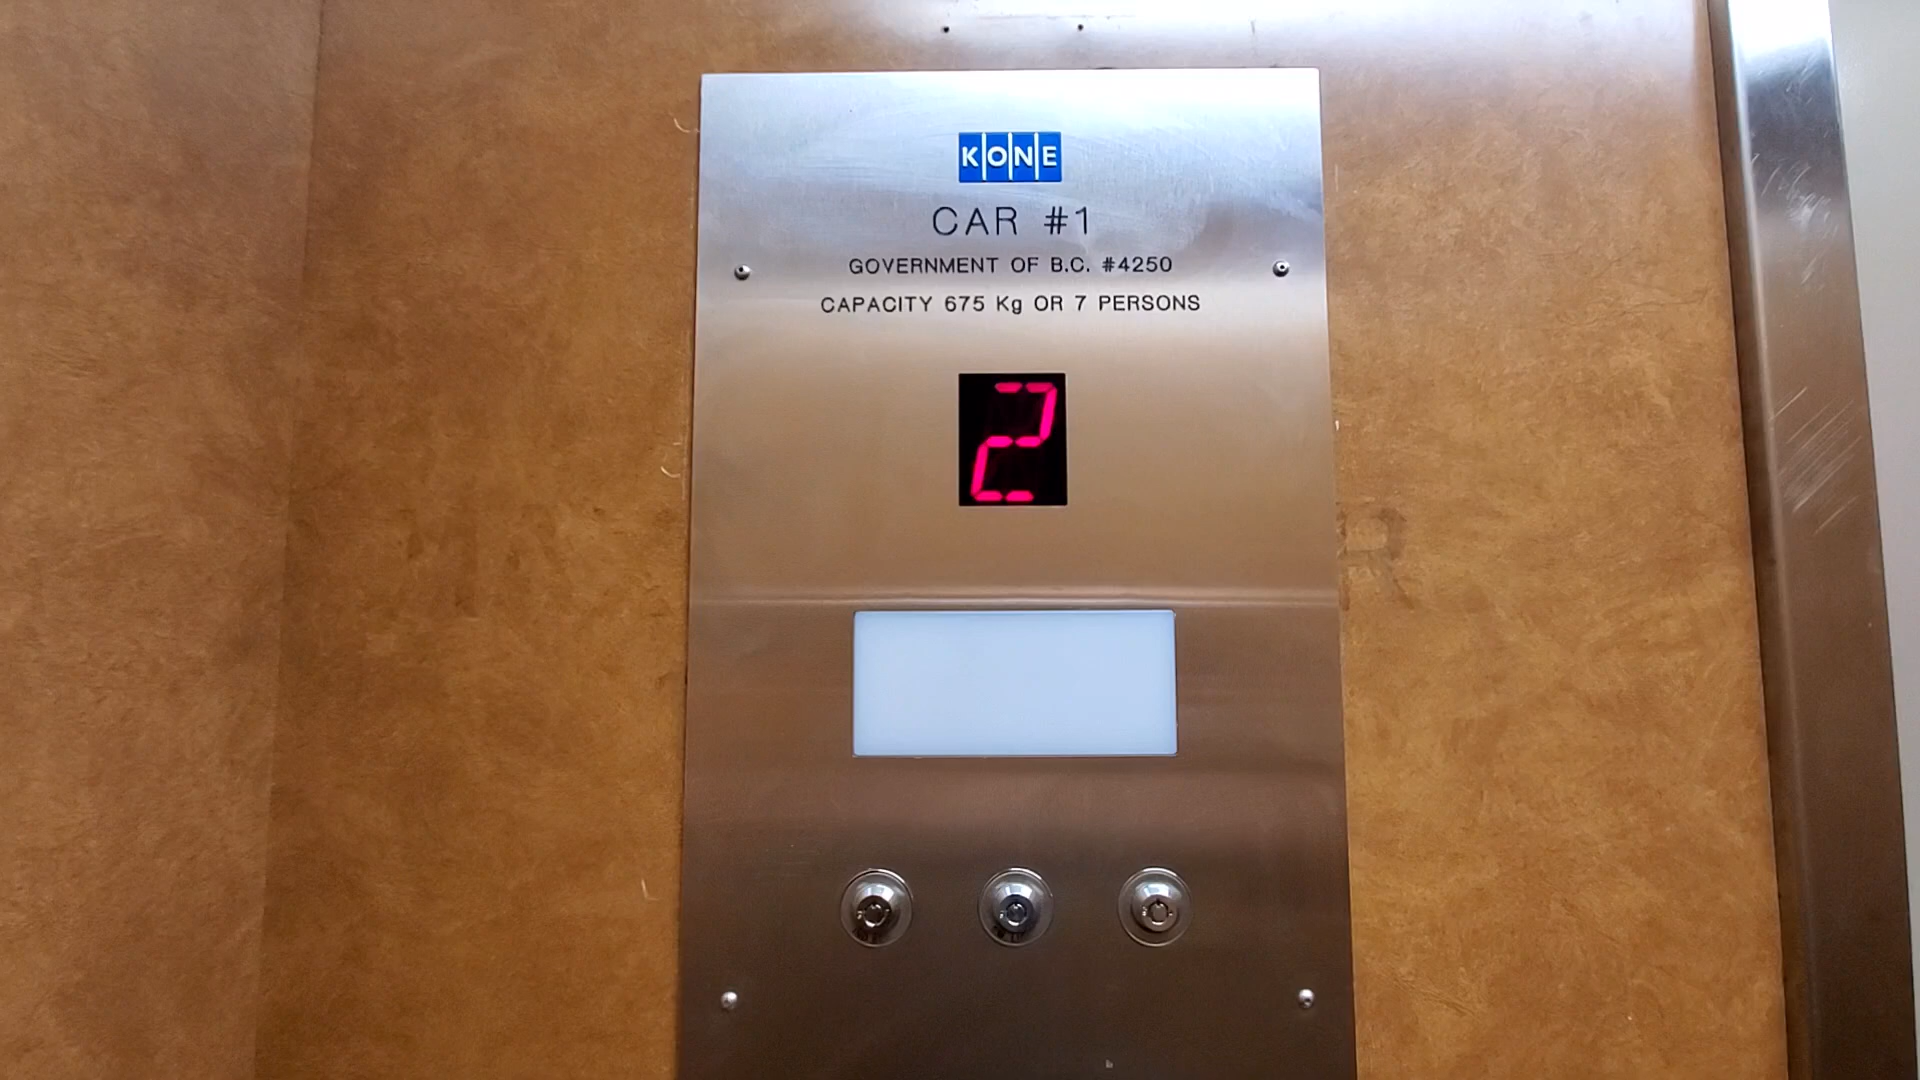 KONE
CAR #1
GOVERNMENT OF B.C. #4250
CAPACITY 675 Kg OR 7 PERSONS
2